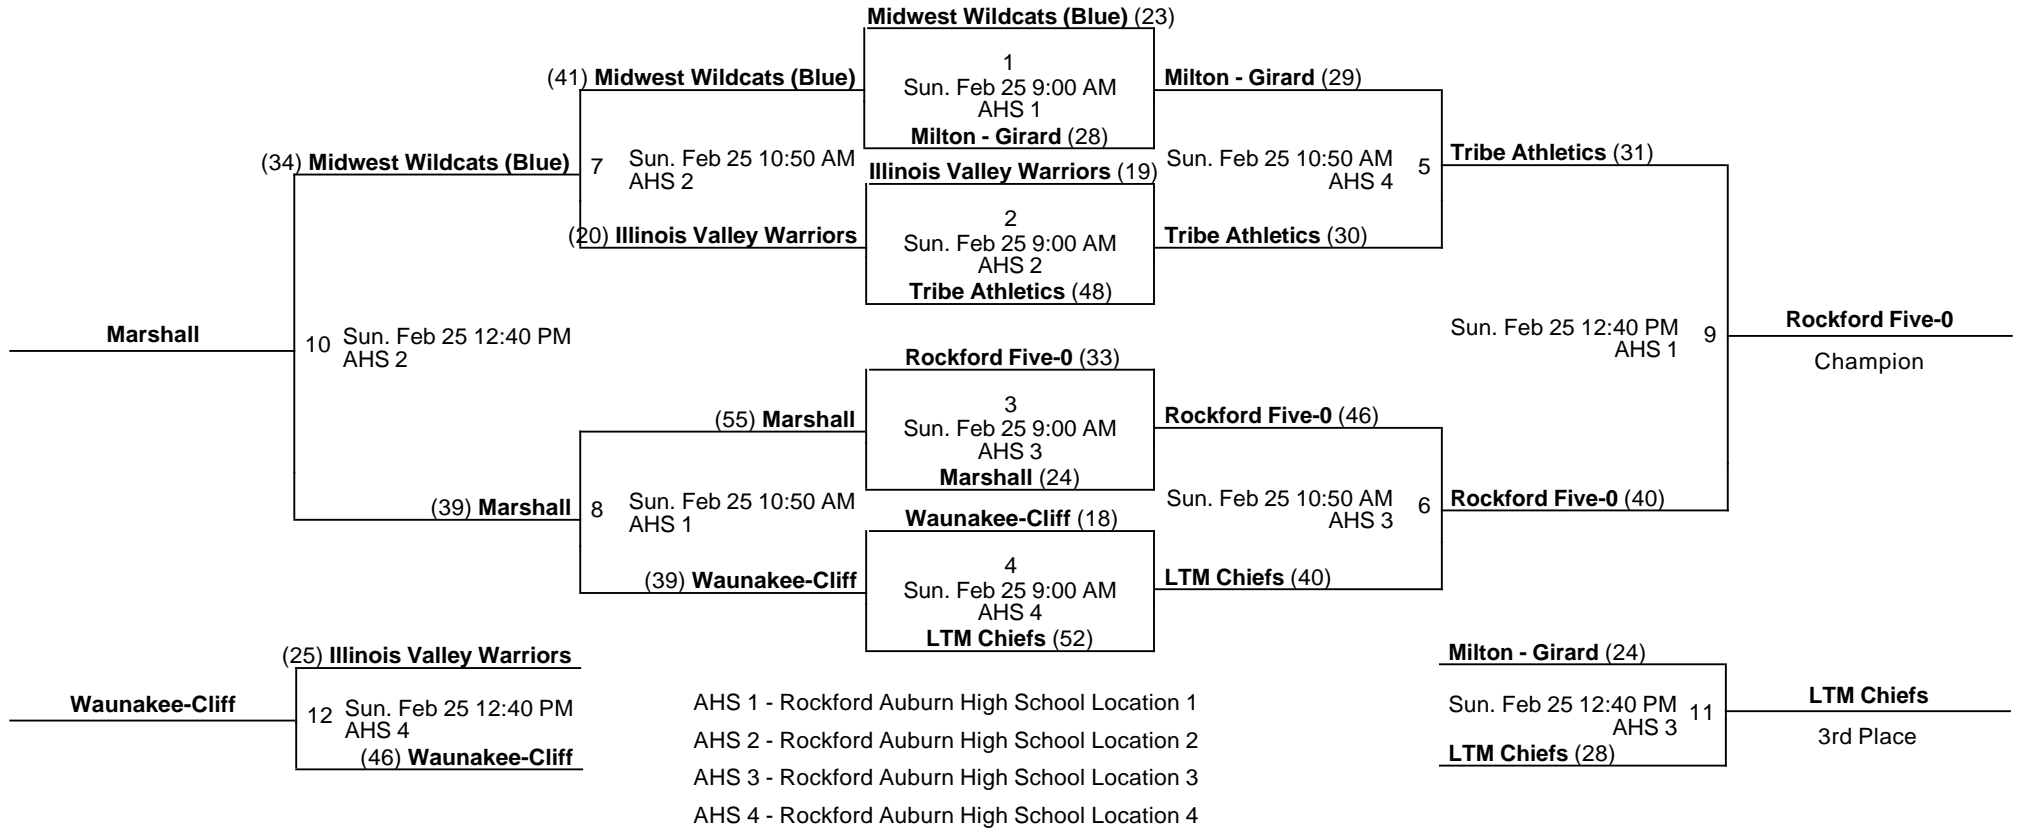 Midwest Wildcats (Blue) (23)
1
Sun. Feb 25 9:00 AM
AHS 1
Milton - Girard (28)
(41) Midwest Wildcats (Blue)
Milton - Girard (29)
(34) Midwest Wildcats (Blue)
7
Sun. Feb 25 10:50 AM
AHS 2
Sun. Feb 25 10:50 AM
AHS 4
5
Tribe Athletics (31)
Illinois Valley Warriors (19)
2
Sun. Feb 25 9:00 AM
AHS 2
Tribe Athletics (48)
(20) Illinois Valley Warriors
Tribe Athletics (30)
Marshall
10
Sun. Feb 25 12:40 PM
AHS 2
Sun. Feb 25 12:40 PM
AHS 1
9
Rockford Five-0
Champion
Rockford Five-0 (33)
3
Sun. Feb 25 9:00 AM
AHS 3
Marshall (24)
(55) Marshall
Rockford Five-0 (46)
(39) Marshall
8
Sun. Feb 25 10:50 AM
AHS 1
Sun. Feb 25 10:50 AM
AHS 3
6
Rockford Five-0 (40)
Waunakee-Cliff (18)
4
Sun. Feb 25 9:00 AM
AHS 4
LTM Chiefs (52)
(39) Waunakee-Cliff
LTM Chiefs (40)
(25) Illinois Valley Warriors
Waunakee-Cliff
12
Sun. Feb 25 12:40 PM
AHS 4
(46) Waunakee-Cliff
Milton - Girard (24)
Sun. Feb 25 12:40 PM
AHS 3
11
LTM Chiefs (28)
LTM Chiefs
3rd Place
AHS 1 - Rockford Auburn High School Location 1
AHS 2 - Rockford Auburn High School Location 2
AHS 3 - Rockford Auburn High School Location 3
AHS 4 - Rockford Auburn High School Location 4